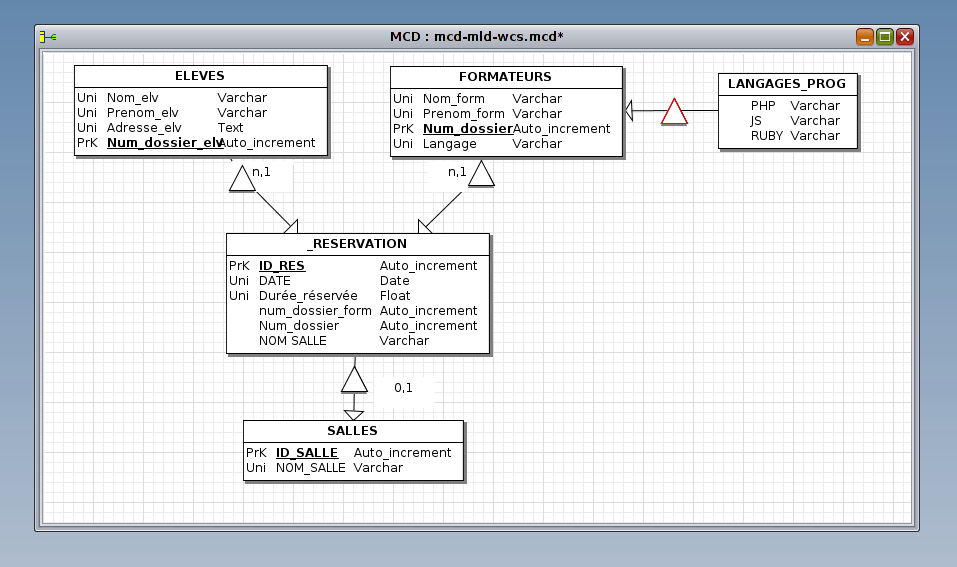 MCD : mcd-mld-wcs.mcd*
ELEVES
Uni Nom_elv Varchar
Uni Prenom_elv Varchar
Uni Adresse_elv Text
PrK Num_dossier_elv Auto_increment
FORMATEURS
Uni Nom_form Varchar
Uni Prenom_form Varchar
PrK Num_dossier Auto_increment
Uni Langage Varchar
LANGAGES_PROG
PHP Varchar
JS Varchar
RUBY Varchar
n,1
n,1
_RESERVATION
PrK ID_RES Auto_increment
Uni DATE Date
Uni Durée_réservée Float
num_dossier_form Auto_increment
Num_dossier Auto_increment
NOM SALLE Varchar
0,1
SALLES
PrK ID_SALLE Auto_increment
Uni NOM_SALLE Varchar